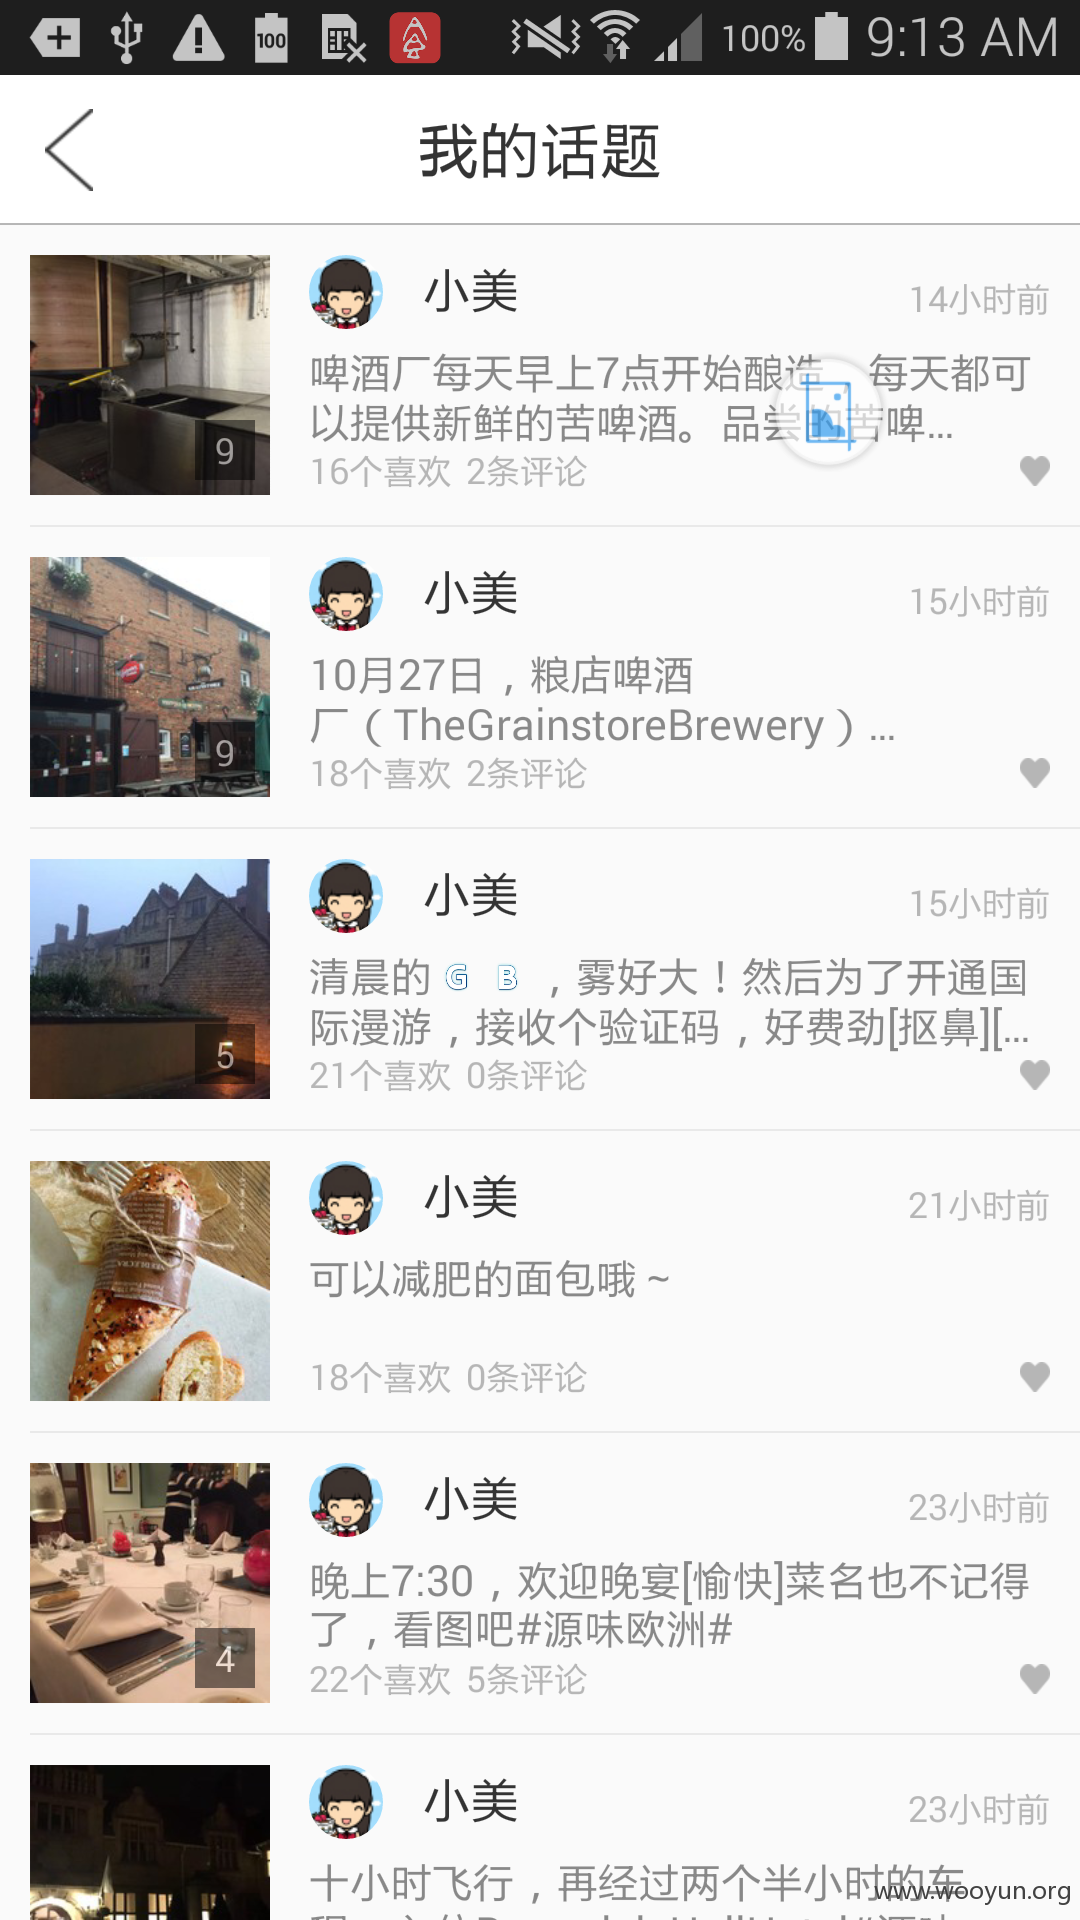 100 100% 9:13 AM
我的话题
小美 14小时前
啤酒厂每天早上7点开始酿造，每天都可
以提供新鲜的苦啤酒。品尝的苦啤...
9
16个喜欢 2条评论
小美 15小时前
10月27日，粮店啤酒
厂（TheGrainstoreBrewery）...
9
18个喜欢 2条评论
小美 15小时前
清晨的 G B ，雾好大！然后为了开通国
际漫游，接收个验证码，好费劲[抠鼻][...
5
21个喜欢 0条评论
小美 21小时前
可以减肥的面包哦～
18个喜欢 0条评论
小美 23小时前
晚上7:30，欢迎晚宴[愉快]菜名也不记得
了，看图吧#源味欧洲#
4
22个喜欢 5条评论
小美 23小时前
十小时飞行，再经过两个半小时的车
www.wooyun.org